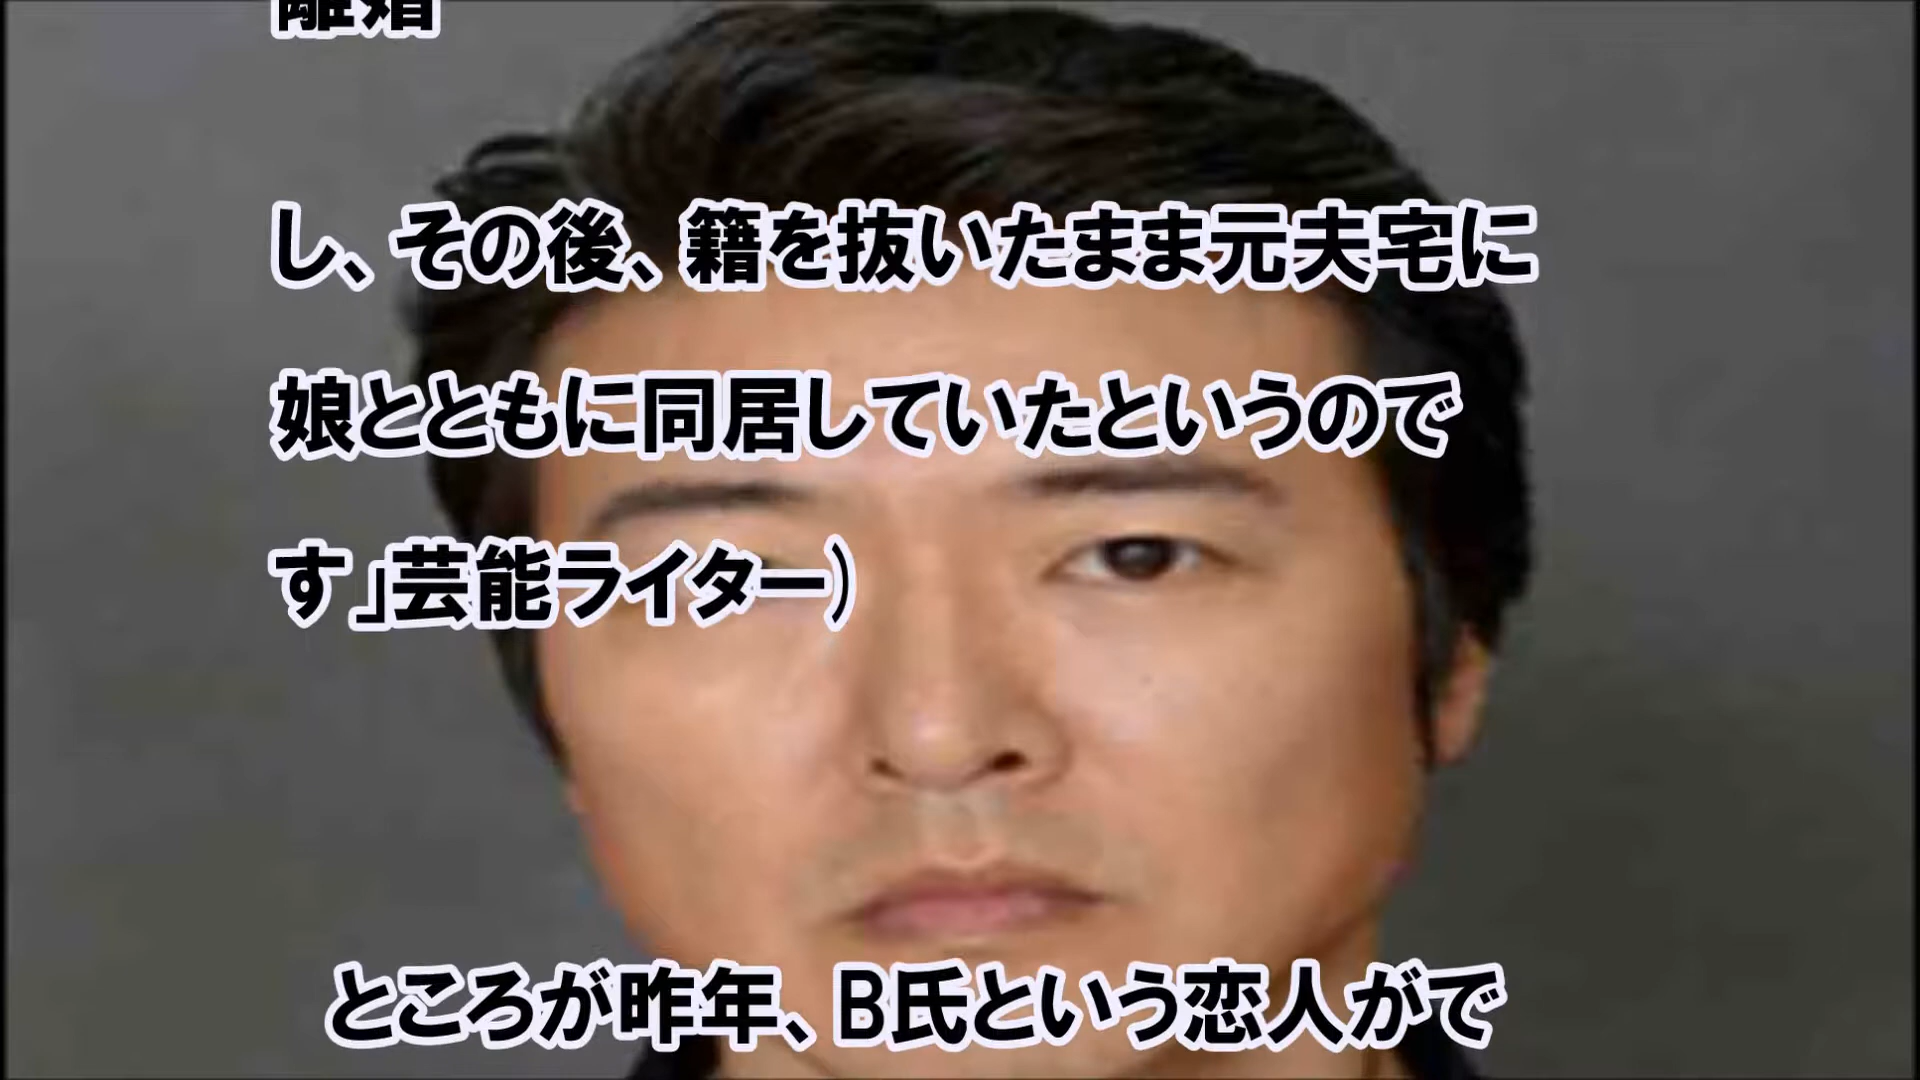 離婚
し、その後、籍を抜いたまま元夫宅に
娘とともに同居していたというので
す」芸能ライター）
ところが昨年、B氏という恋人がで